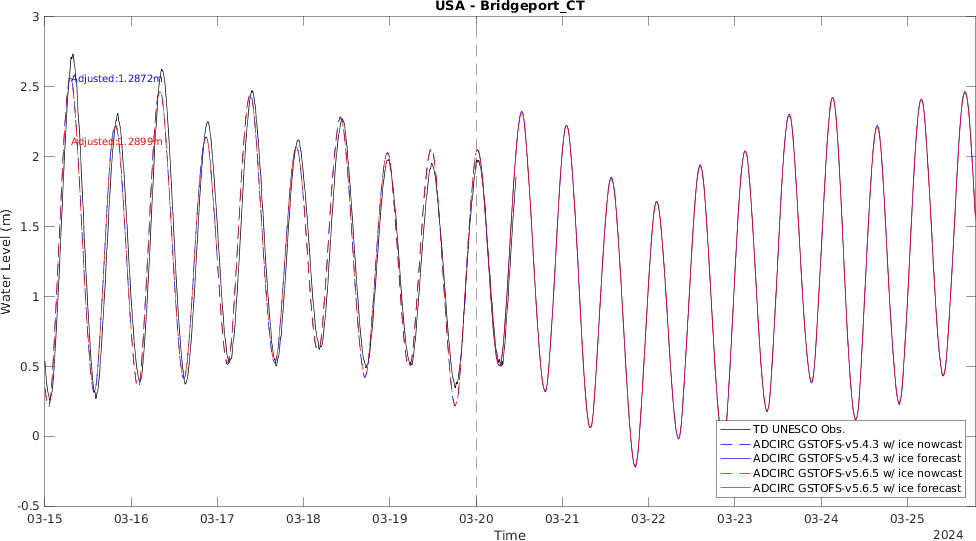 USA - Bridgeport_CT
3
2.5
2
1.5
1
0.5
0
-0.5
Water Level (m)
Adjusted:1.2872m
Adjusted:1.2899m
TD UNESCO Obs.
ADCIRC GSTOFS-v5.4.3 w/ ice nowcast
ADCIRC GSTOFS-v5.4.3 w/ ice forecast
ADCIRC GSTOFS-v5.6.5 w/ ice nowcast
ADCIRC GSTOFS-v5.6.5 w/ ice forecast
03-15 03-16 03-17 03-18 03-19 03-20 03-21 03-22 03-23 03-24 03-25
Time
2024